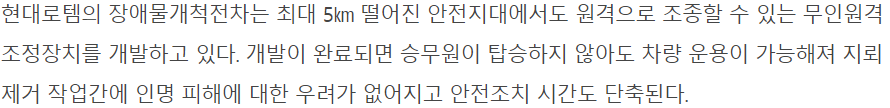 현대로템의 장애물개척전차는 최대 5㎞ 떨어진 안전지대에서도 원격으로 조종할 수 있는 무인원격
조정장치를 개발하고 있다. 개발이 완료되면 승무원이 탑승하지 않아도 차량 운용이 가능해져 지뢰
제거 작업간에 인명 피해에 대한 우려가 없어지고 안전조치 시간도 단축된다.